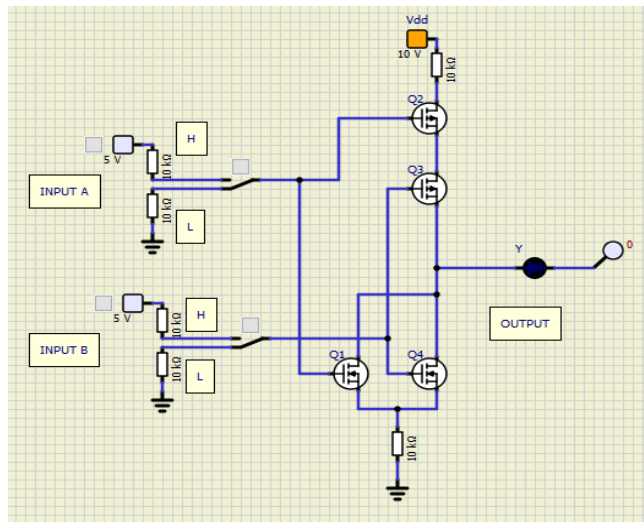 Vdd
10 V
10 kΩ
Q2
H
5 V
10 kΩ
INPUT A
10 kΩ
L
Q3
Y
0
H
5 V
10 kΩ
OUTPUT
INPUT B
10 kΩ
L
Q1
Q4
10 kΩ